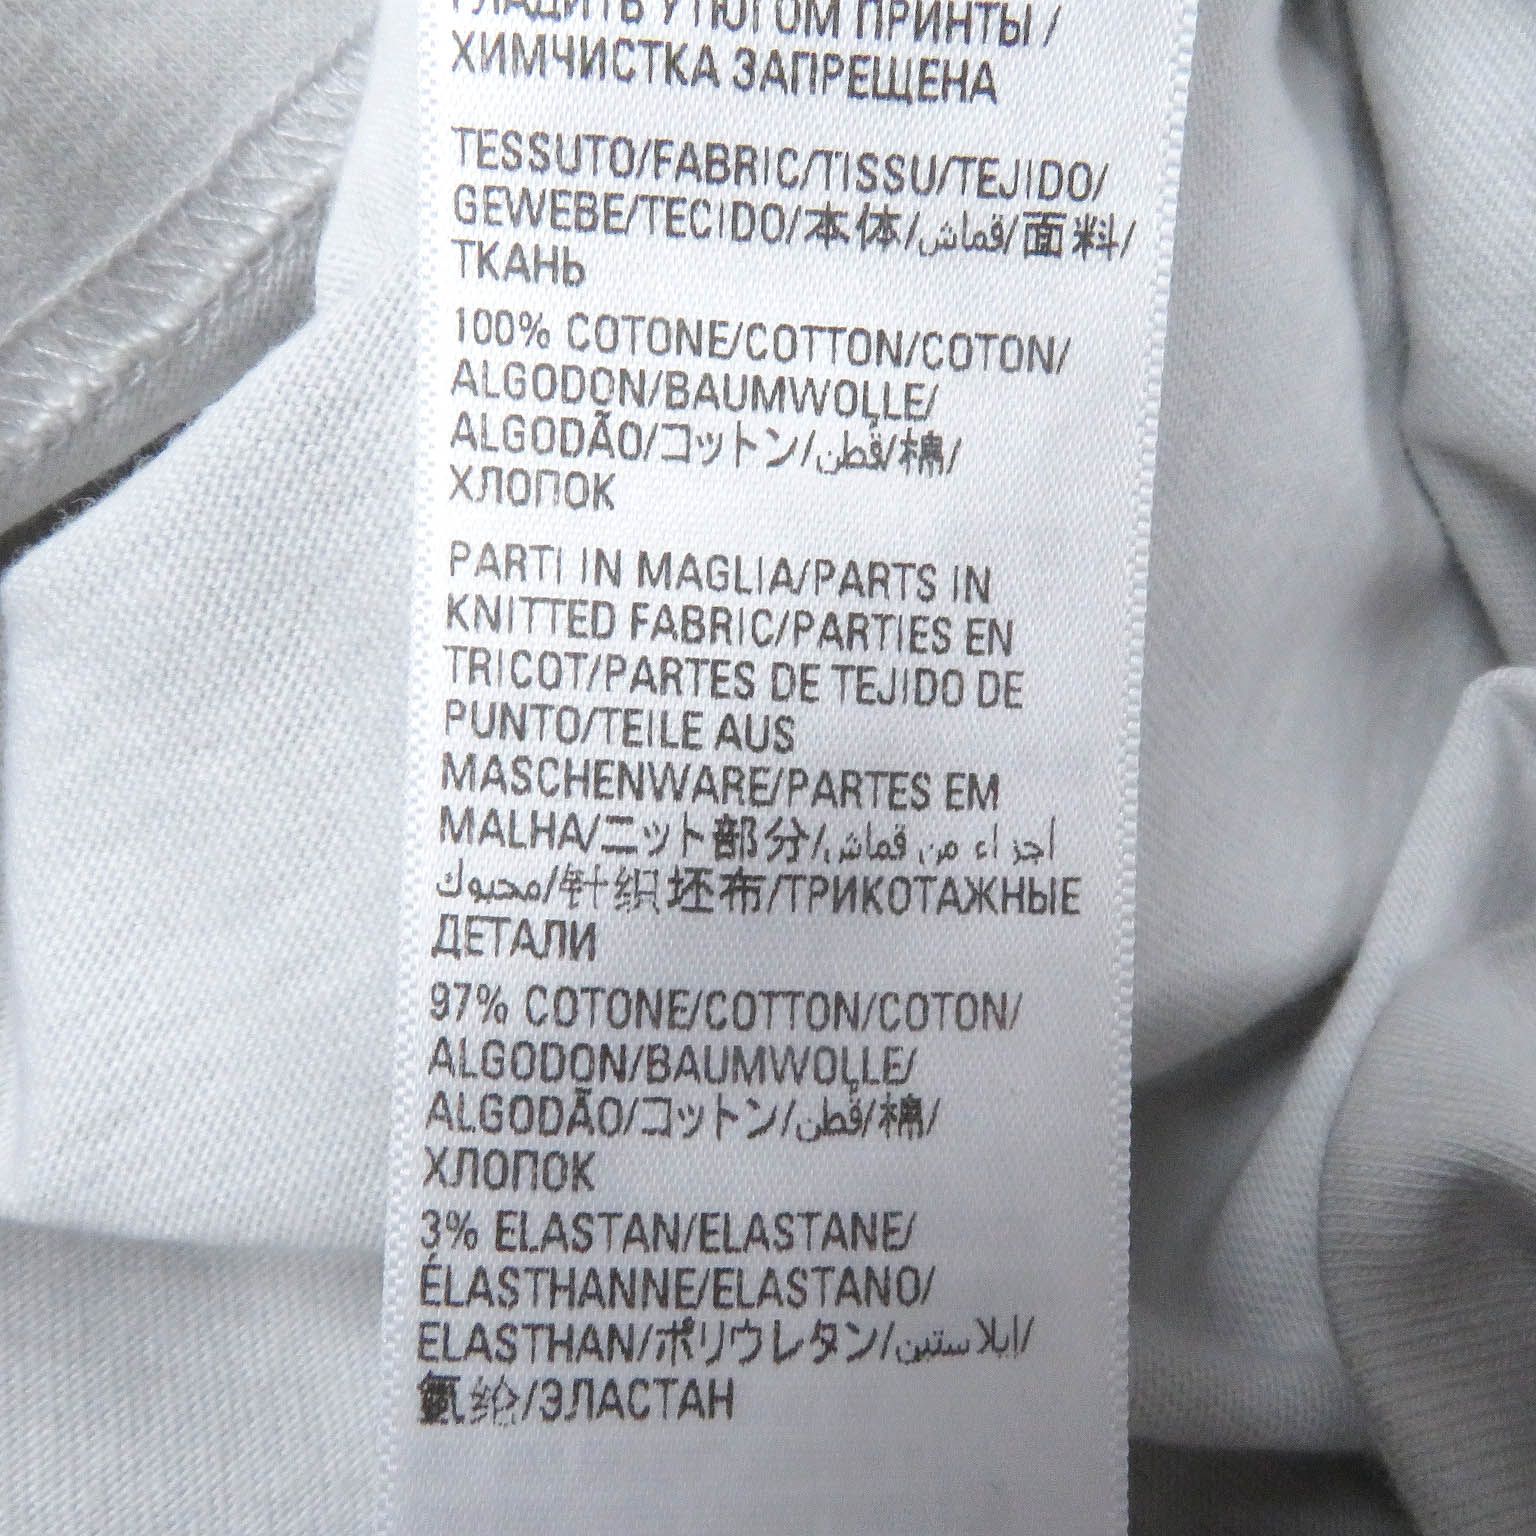 ГЛАДИТЬ УТЮГОМ ПРИНТЫ /
ХИМЧИСТКА ЗАПРЕЩЕНА
TESSUTO/FABRIC/TISSU/TEJIDO/
GEWEBE/TECIDO/本体/قماش/面料/
ТКАНЬ
100% COTONE/COTTON/COTON/
ALGODON/BAUMWOLLE/
ALGODÃO/コットン/قطن/棉/
ХЛОПОК
PARTI IN MAGLIA/PARTS IN
KNITTED FABRIC/PARTIES EN
TRICOT/PARTES DE TEJIDO DE
PUNTO/TEILE AUS
MASCHENWARE/PARTES EM
MALHA/ニット部分/أجزاء من قماش
محبوك/针织坯布/ТРИКОТАЖНЫЕ
ДЕТАЛИ
97% COTONE/COTTON/COTON/
ALGODON/BAUMWOLLE/
ALGODÃO/コットン/قطن/棉/
ХЛОПОК
3% ELASTAN/ELASTANE/
ÉLASTHANNE/ELASTANO/
ELASTHAN/ポリウレタン/إيلاستين/
氨纶/ЭЛАСТАН